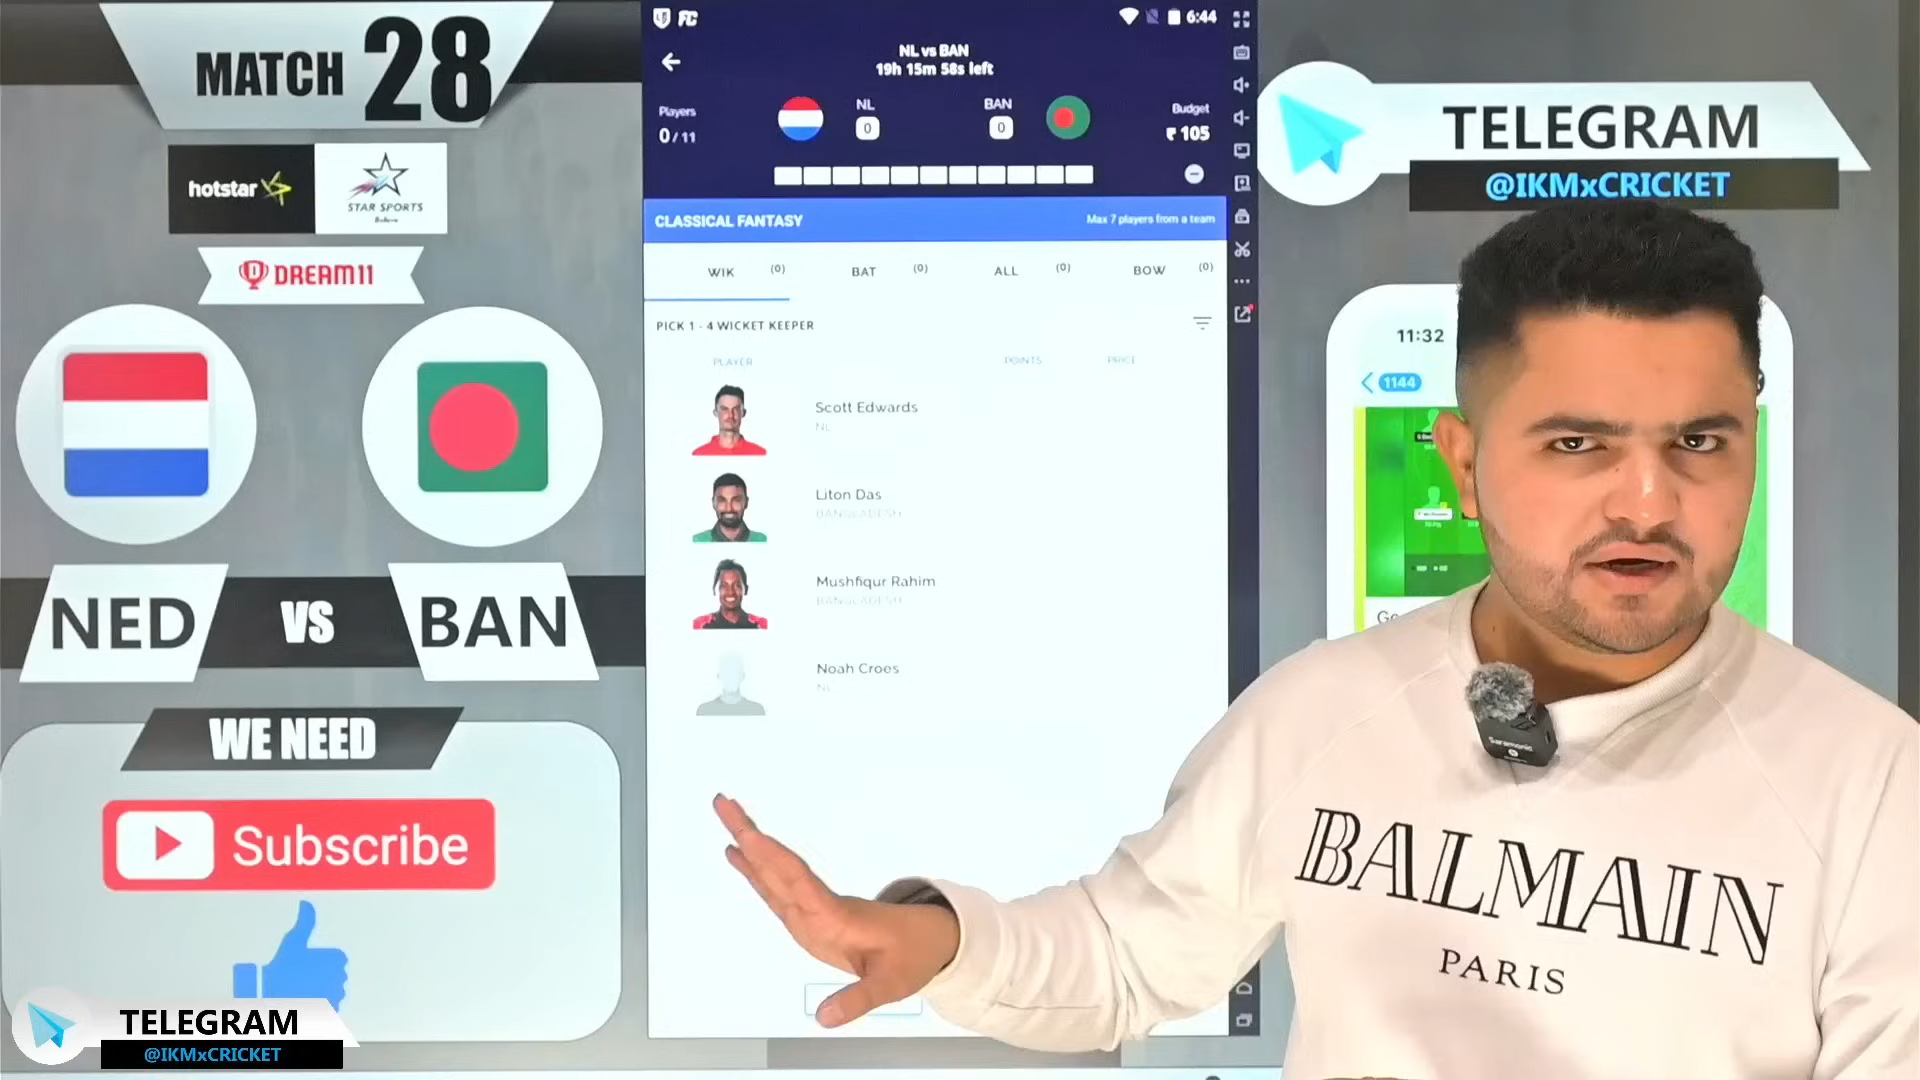 MATCH 28
hotstar
STAR SPORTS
DREAM11
NED VS BAN
WE NEED
Subscribe
TELEGRAM
@IKMxCRICKET
FC
6:44
NL vs BAN
19h 15m 58s left
Players
0/11
NL
0
BAN
0
Budget
₹ 105
CLASSICAL FANTASY
Max 7 players from a team
WIK (0)
BAT (0)
ALL (0)
BOW (0)
PICK 1 - 4 WICKET KEEPER
PLAYER
POINTS
PRICE
Scott Edwards
NL
Liton Das
BANGLADESH
Mushfiqur Rahim
BANGLADESH
Noah Croes
NL
TELEGRAM
@IKMxCRICKET
11:32
1144
Saramonic
BALMAIN
PARIS